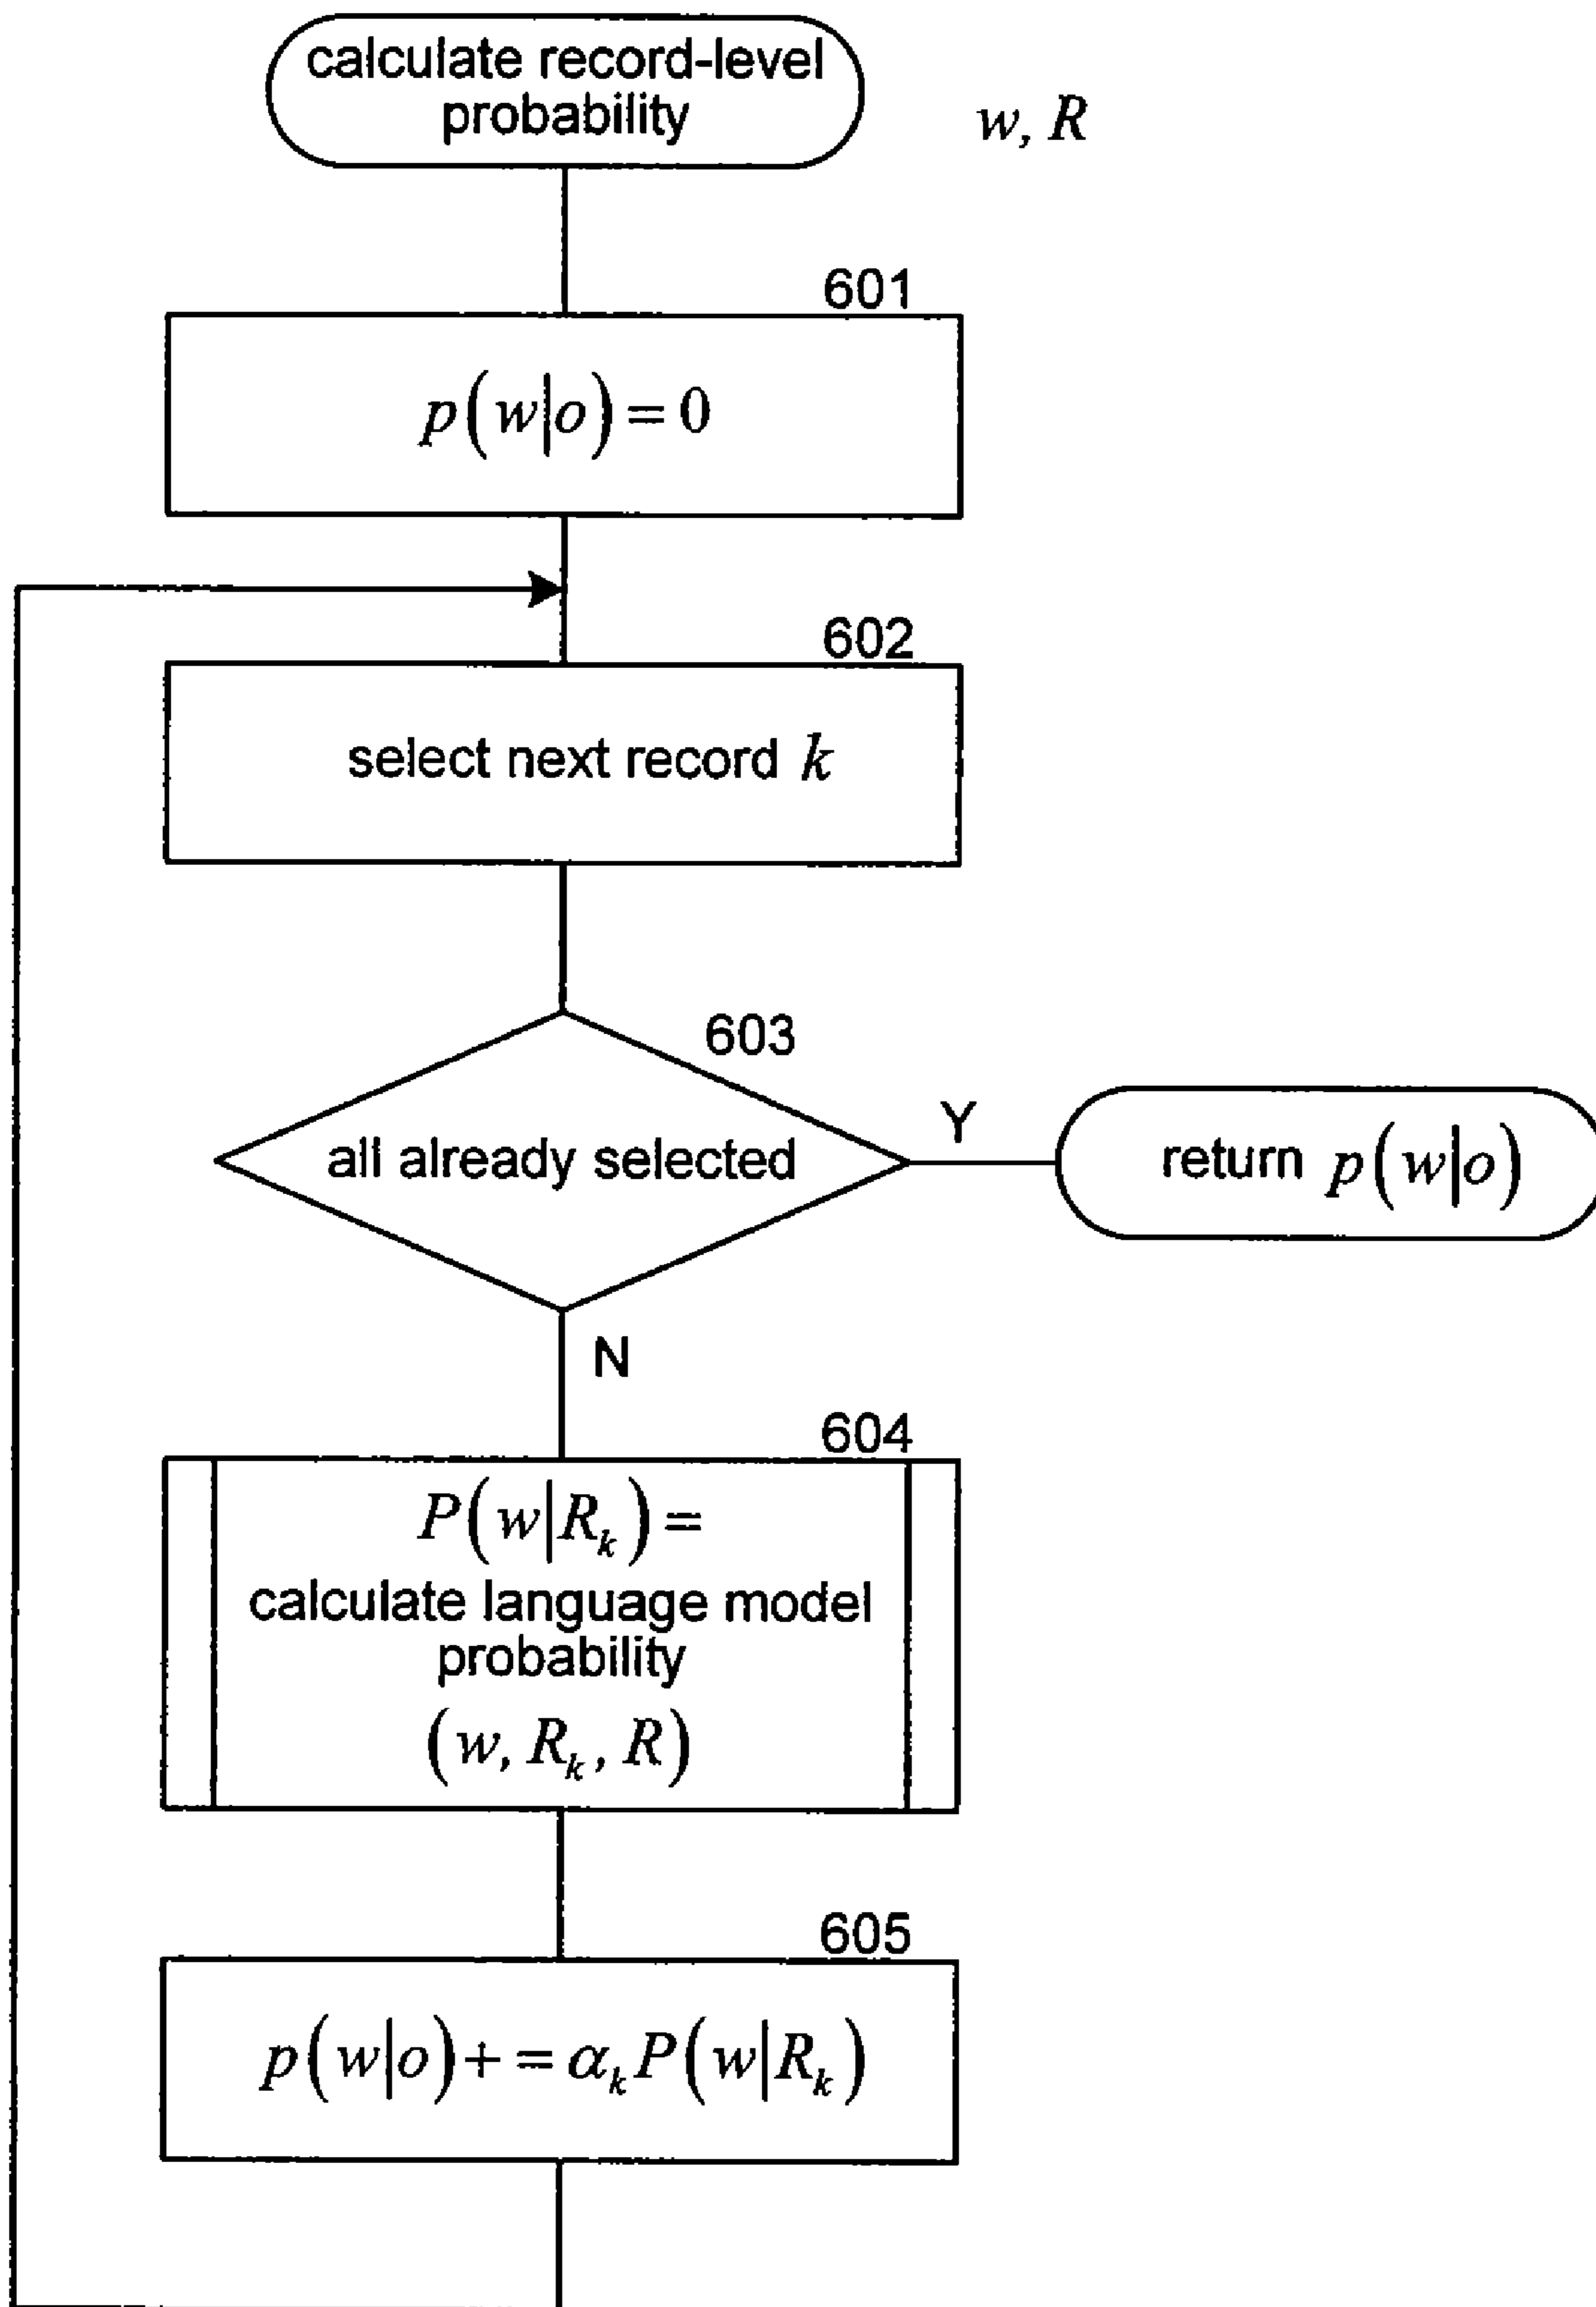 calculate record-level
probability
w, R
601
p(w|o) = 0
602
select next record k
603
all already selected
Y
return p(w|o)
N
604
P(w|R_k) =
calculate language model
probability
(w, R_k, R)
605
p(w|o) + = α_k P(w|R_k)